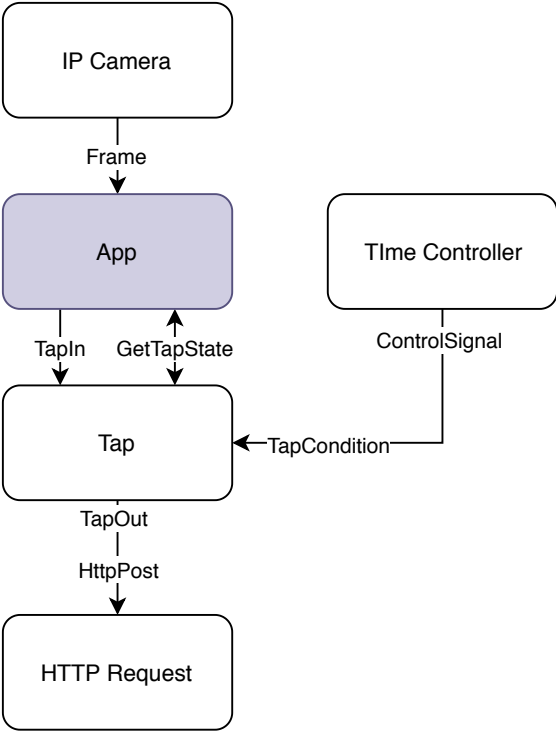 IP Camera
Frame
App
TIme Controller
TapIn
GetTapState
ControlSignal
Tap
TapCondition
TapOut
HttpPost
HTTP Request